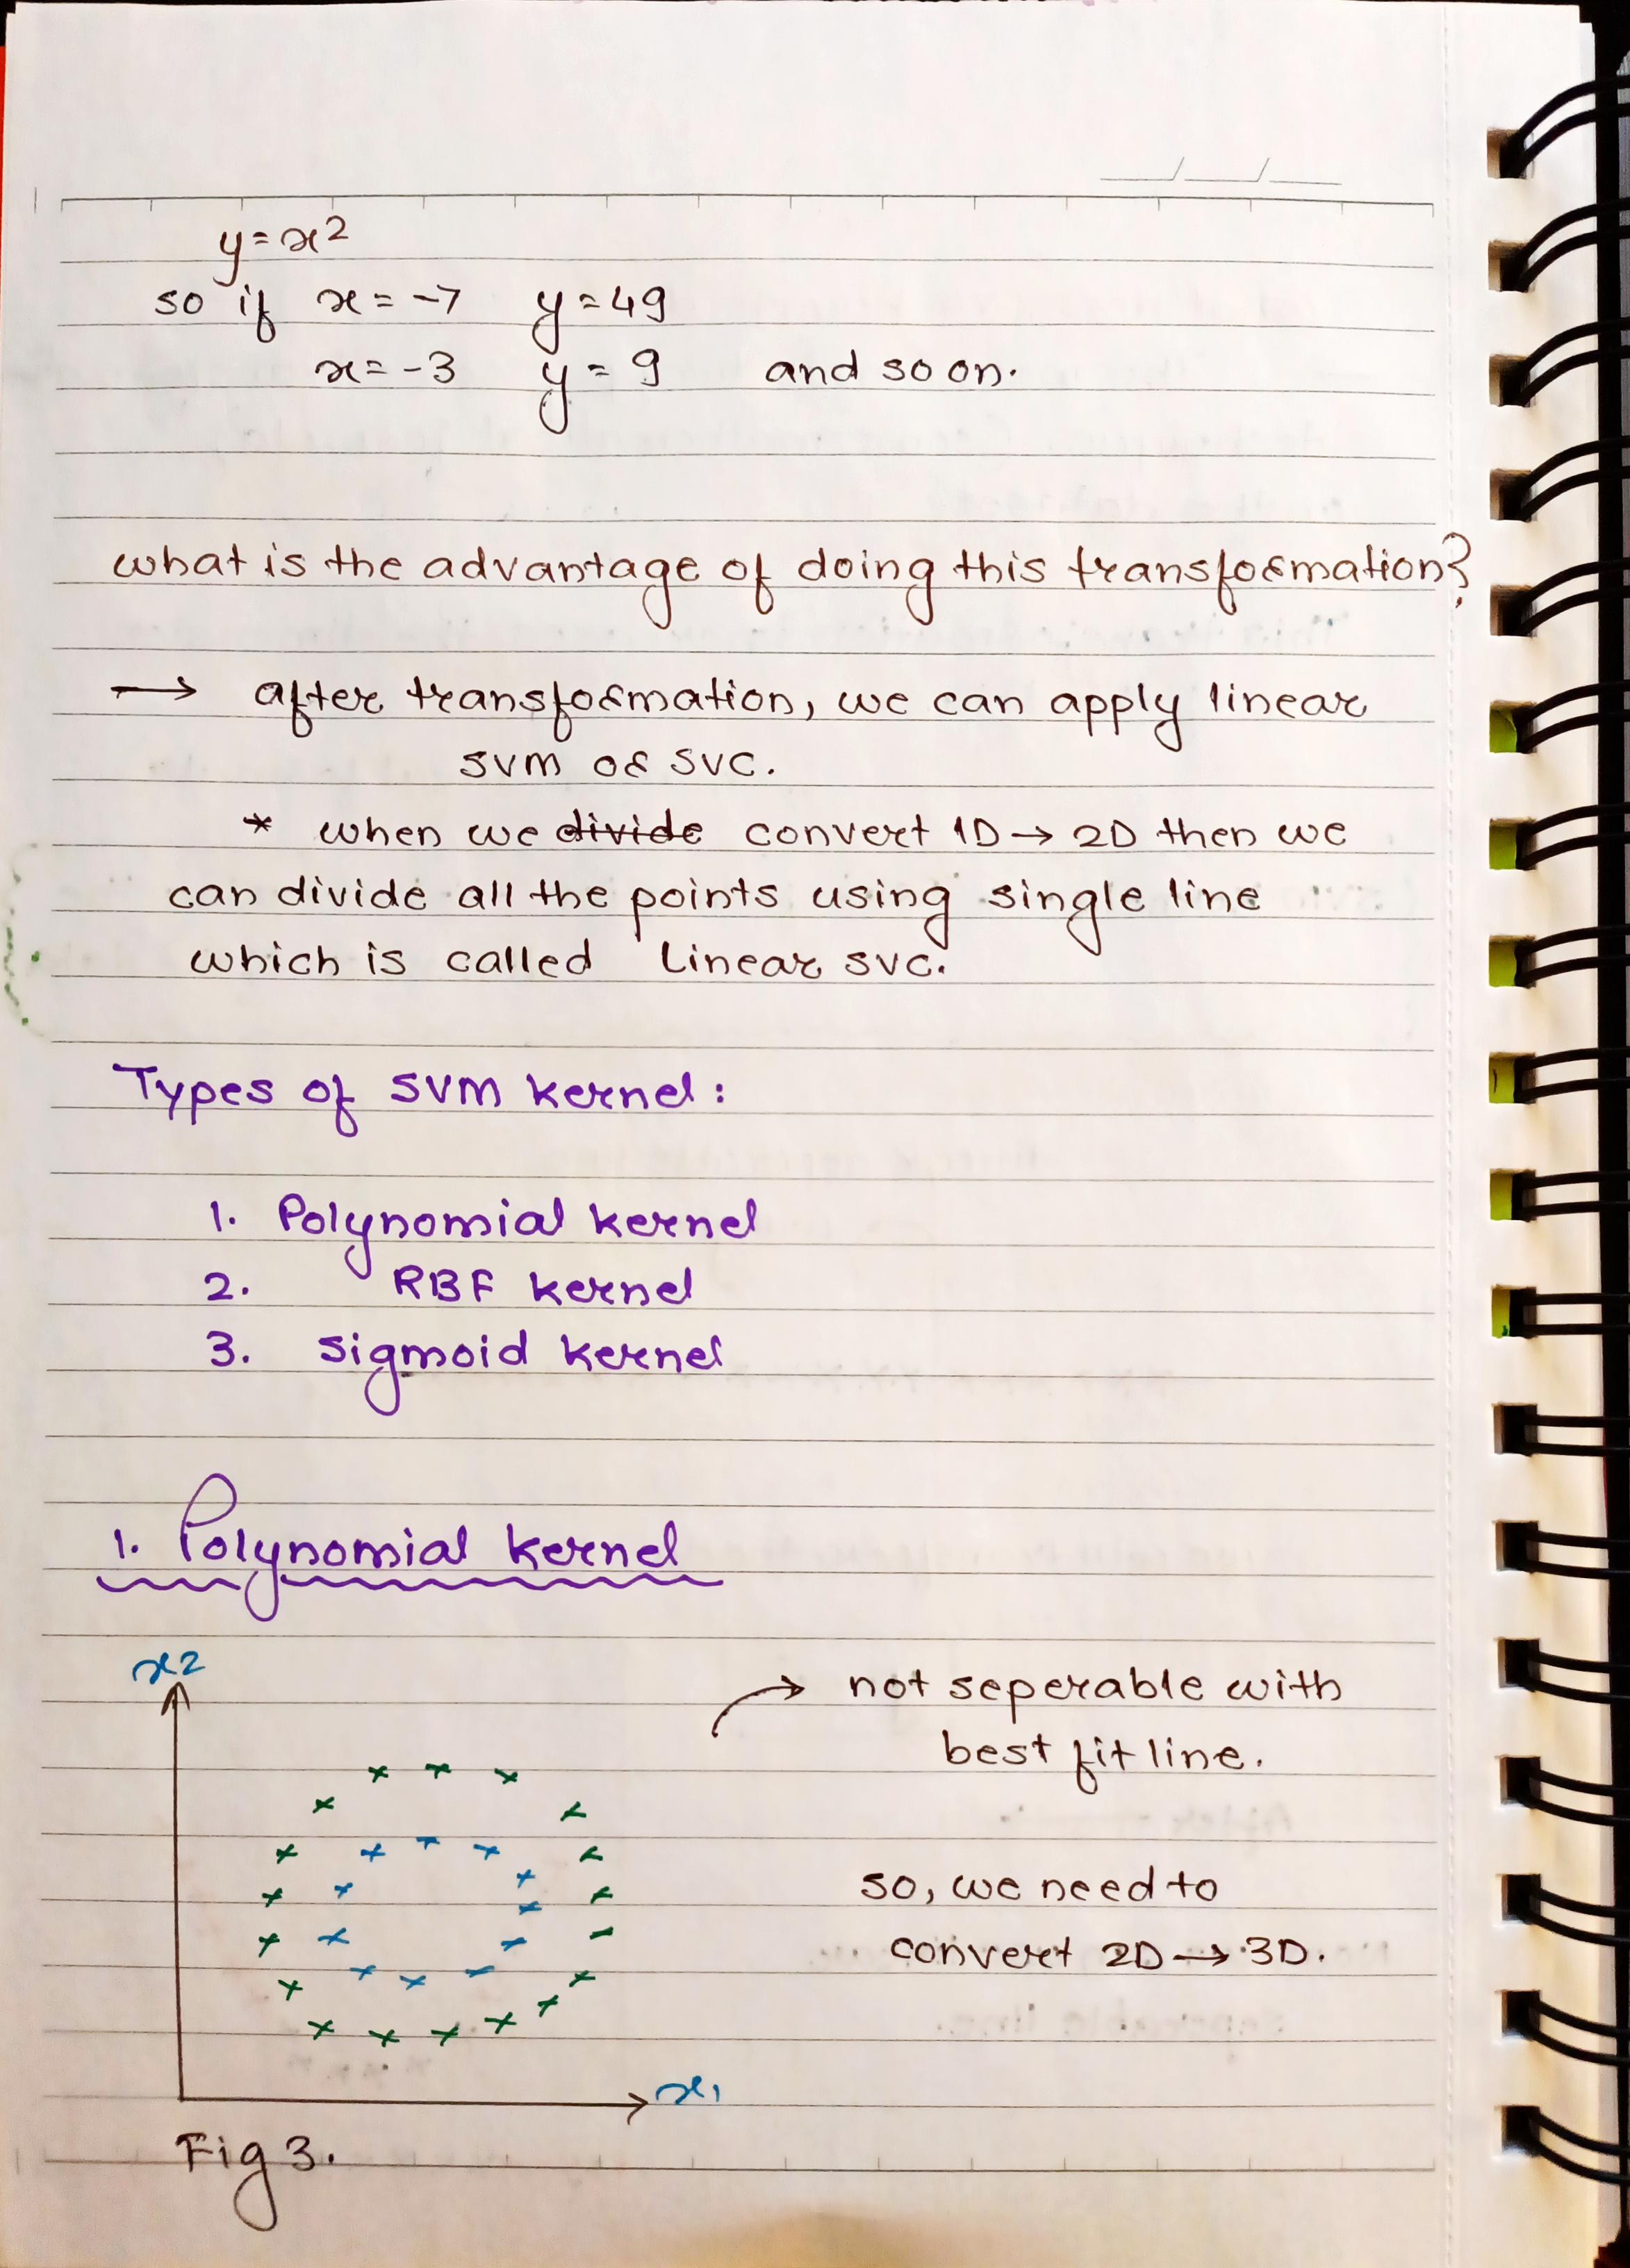 y=x2
so if x=-7 y=49
x=-3 y=9 and so on.
what is the advantage of doing this transformation?
→ after transformation, we can apply linear
SVM or SVC.
* when we divide convert 1D→2D then we
can divide all the points using single line
which is called Linear SVC.
Types of SVM kernel:
1. Polynomial kernel
2. RBF kernel
3. Sigmoid kernel
1. Polynomial kernel
x2
→ not seperable with
best fit line.
so, we need to
convert 2D→3D.
x1
Fig 3.